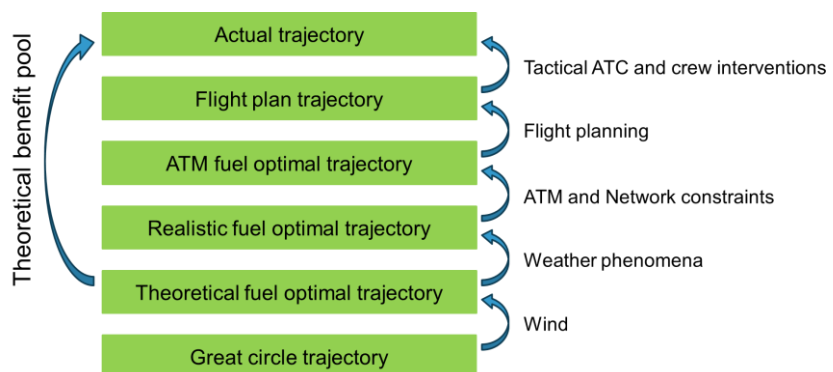 Theoretical benefit pool
Actual trajectory
Tactical ATC and crew interventions
Flight plan trajectory
Flight planning
ATM fuel optimal trajectory
ATM and Network constraints
Realistic fuel optimal trajectory
Weather phenomena
Theoretical fuel optimal trajectory
Wind
Great circle trajectory